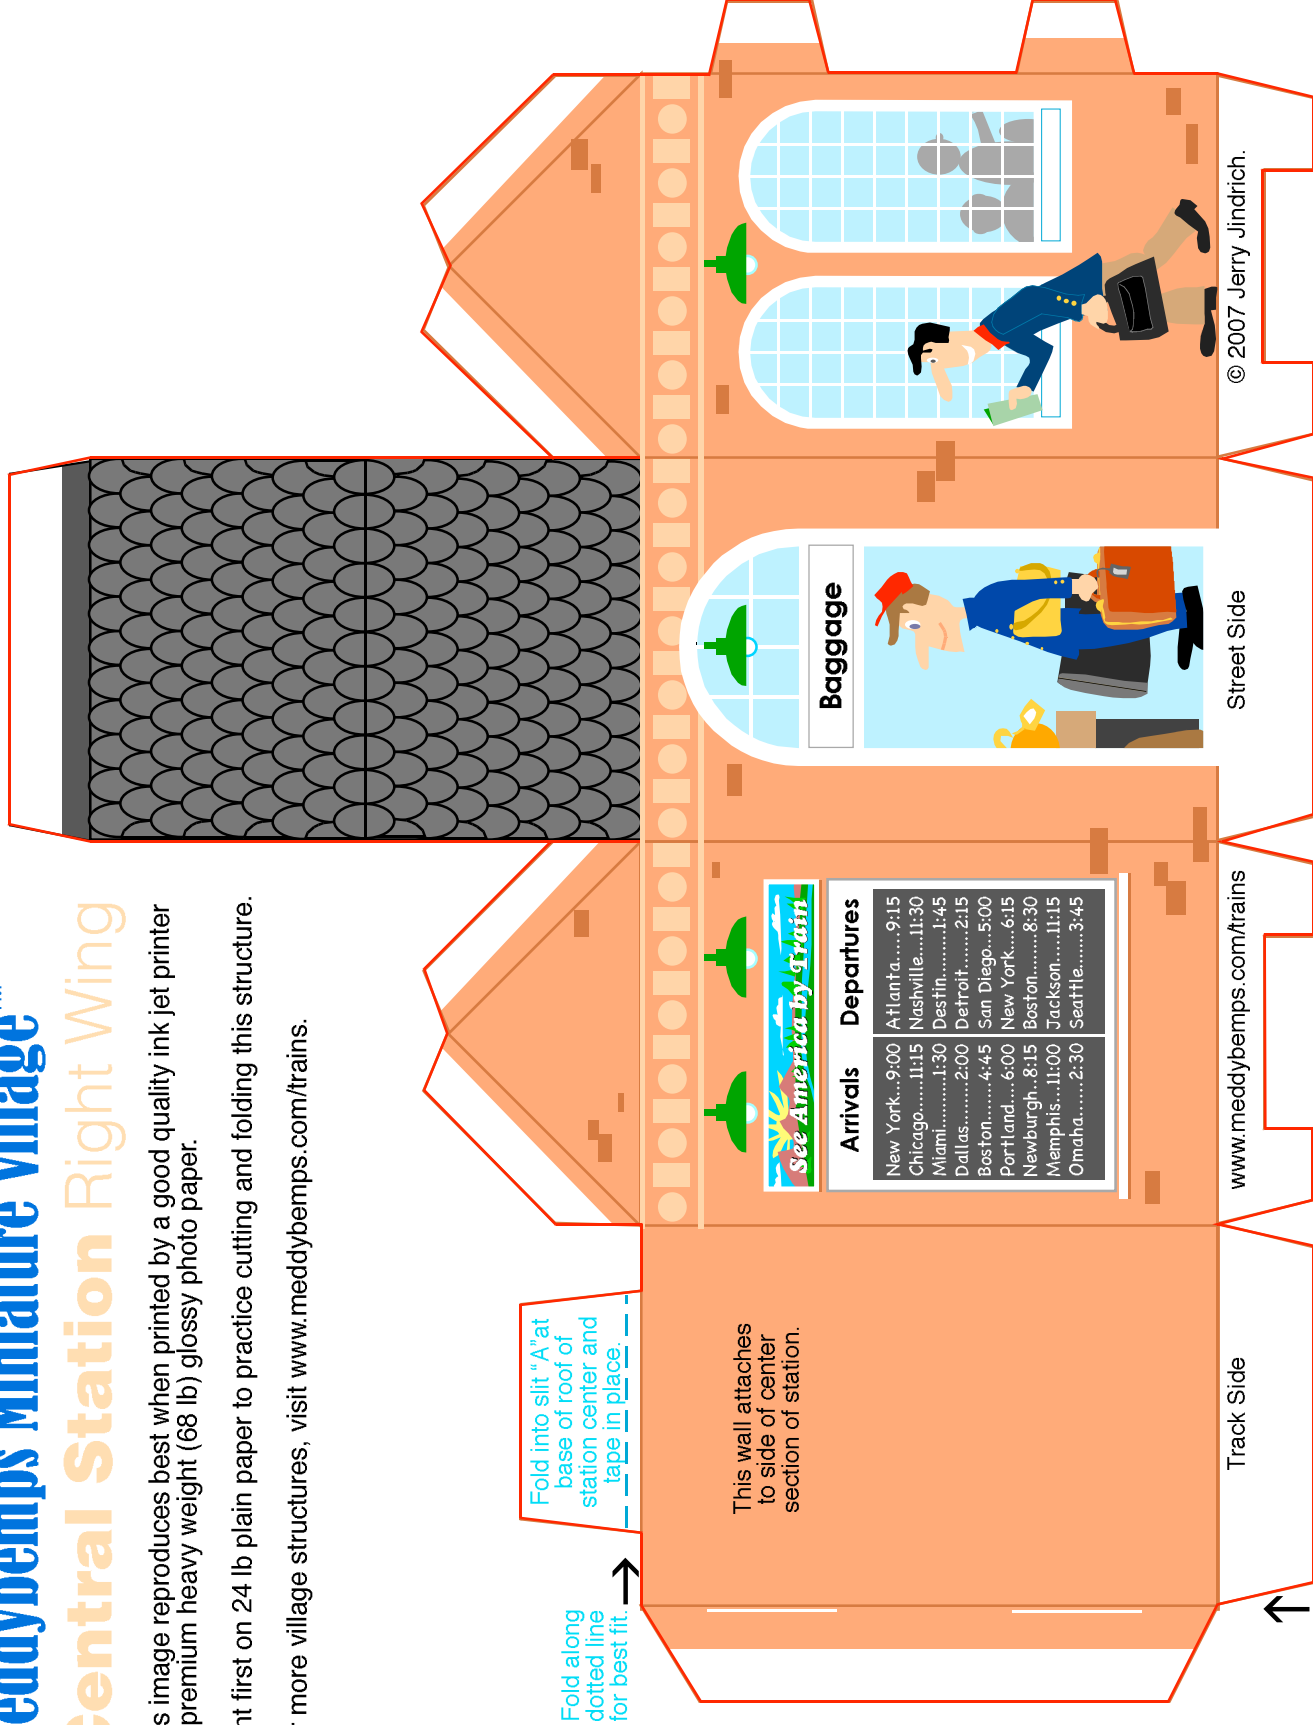 eddybemps Miniature Village™
Central Station Right Wing
s image reproduces best when printed by a good quality ink jet printer
premium heavy weight (68 lb) glossy photo paper.
nt first on 24 lb plain paper to practice cutting and folding this structure.
r more village structures, visit www.meddybemps.com/trains.
Fold into slit "A"at
base of roof of
station center and
tape in place.
Fold along
dotted line
for best fit.
This wall attaches
to side of center
section of station.
See America by Train
Arrivals Departures
New York...9:00 Atlanta.....9:15
Chicago......11:15 Nashville....11:30
Miami..........1:30 Destin.........1:45
Dallas.......2:00 Detroit.......2:15
Boston.......4:45 San Diego...5:00
Portland....6:00 New York....6:15
Newburgh..8:15 Boston........8:30
Memphis...11:00 Jackson.....11:15
Omaha......2:30 Seattle.......3:45
Baggage
Track Side
www.meddybemps.com/trains
Street Side
© 2007 Jerry Jindrich.